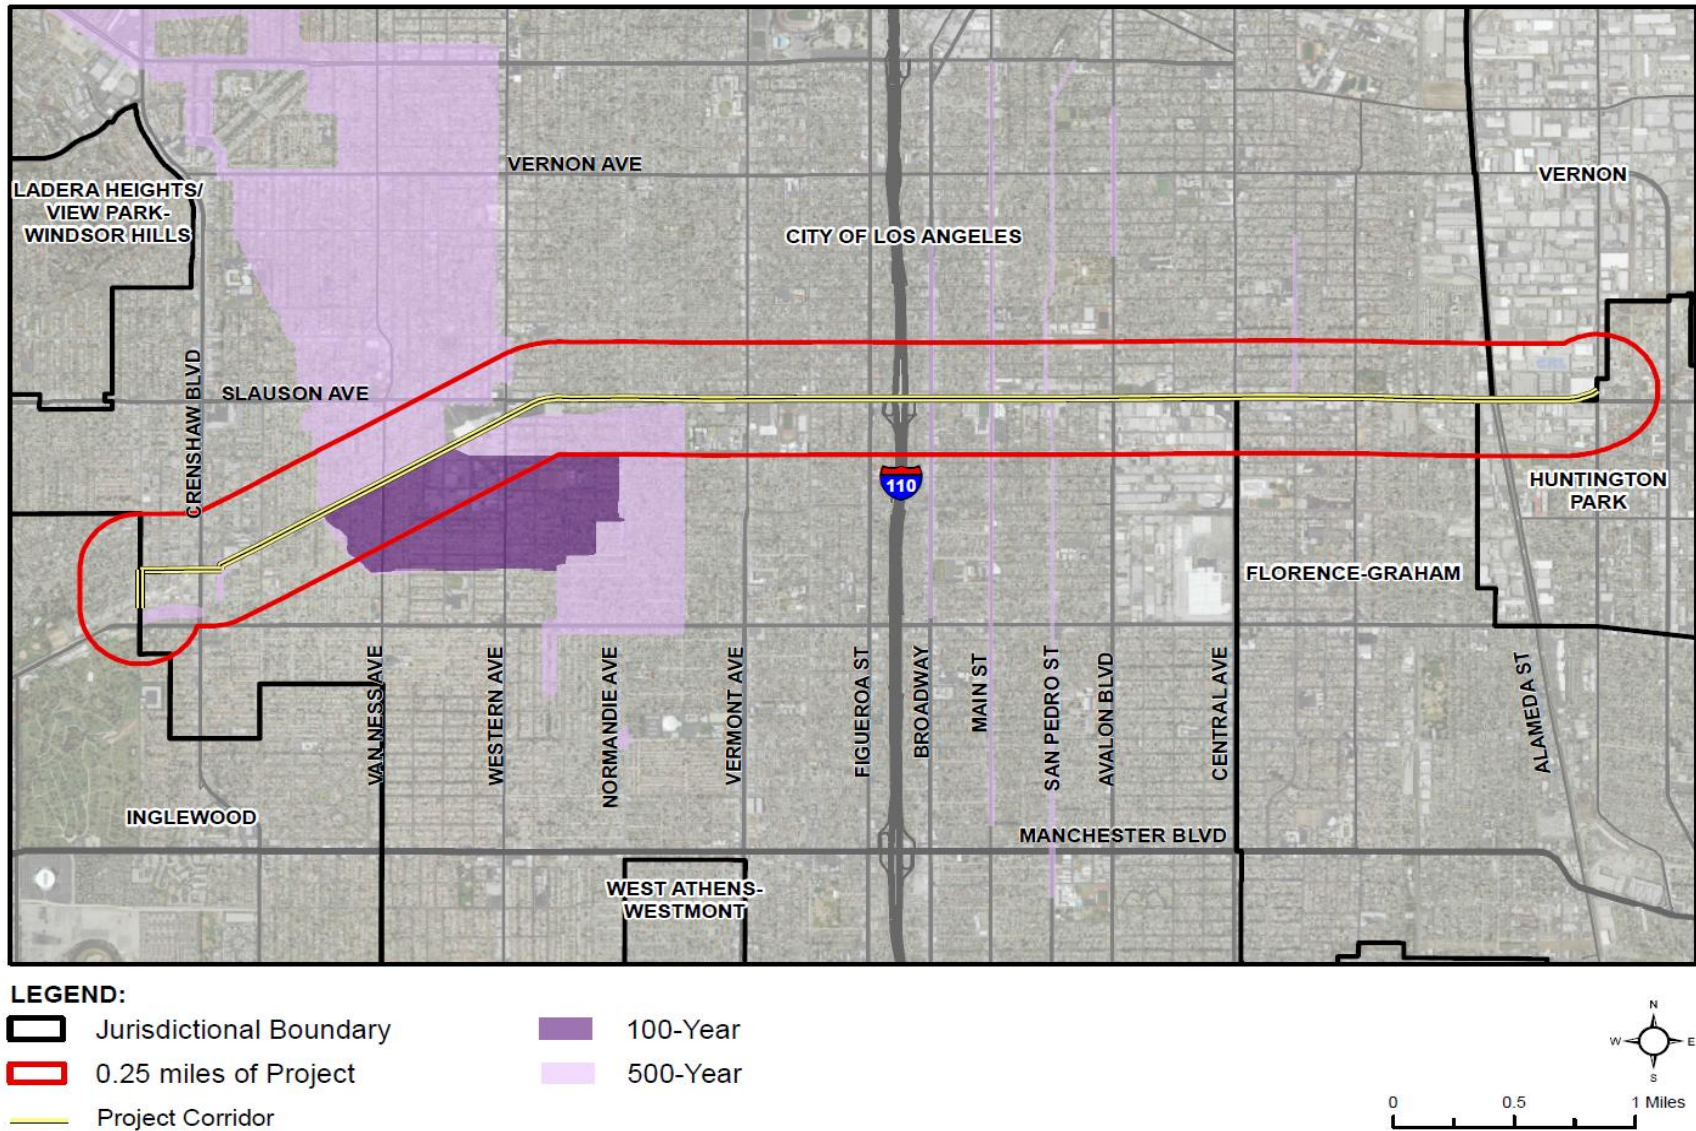 VERNON AVE
VERNON
LADERA HEIGHTS/
VIEW PARK-
WINDSOR HILLS
CITY OF LOS ANGELES
CRENSHAW BLVD
SLAUSON AVE
110
HUNTINGTON
PARK
FLORENCE-GRAHAM
VAN NESS AVE
WESTERN AVE
NORMANDIE AVE
VERMONT AVE
FIGUEROA ST
BROADWAY
MAIN ST
SAN PEDRO ST
AVALON BLVD
CENTRAL AVE
ALAMEDA ST
INGLEWOOD
MANCHESTER BLVD
WEST ATHENS-
WESTMONT
LEGEND:
Jurisdictional Boundary
0.25 miles of Project
Project Corridor
100-Year
500-Year
N
W
E
S
0 0.5 1 Miles